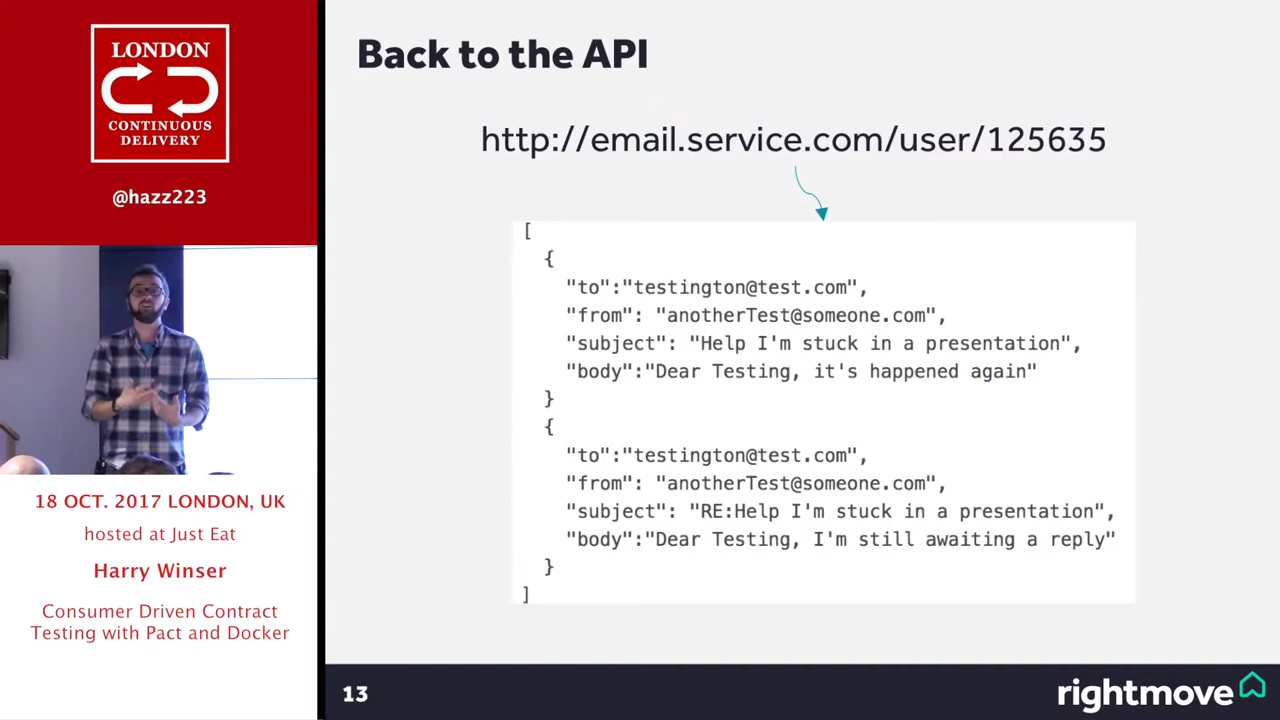 LONDON
CONTINUOUS
DELIVERY
@hazz223
18 OCT. 2017 LONDON, UK
hosted at Just Eat
Harry Winser
Consumer Driven Contract
Testing with Pact and Docker
Back to the API
http://email.service.com/user/125635
[
{
"to":"testington@test.com",
"from": "anotherTest@someone.com",
"subject": "Help I'm stuck in a presentation",
"body":"Dear Testing, it's happened again"
}
{
"to":"testington@test.com",
"from": "anotherTest@someone.com",
"subject": "RE:Help I'm stuck in a presentation",
"body":"Dear Testing, I'm still awaiting a reply"
}
]
13
rightmove